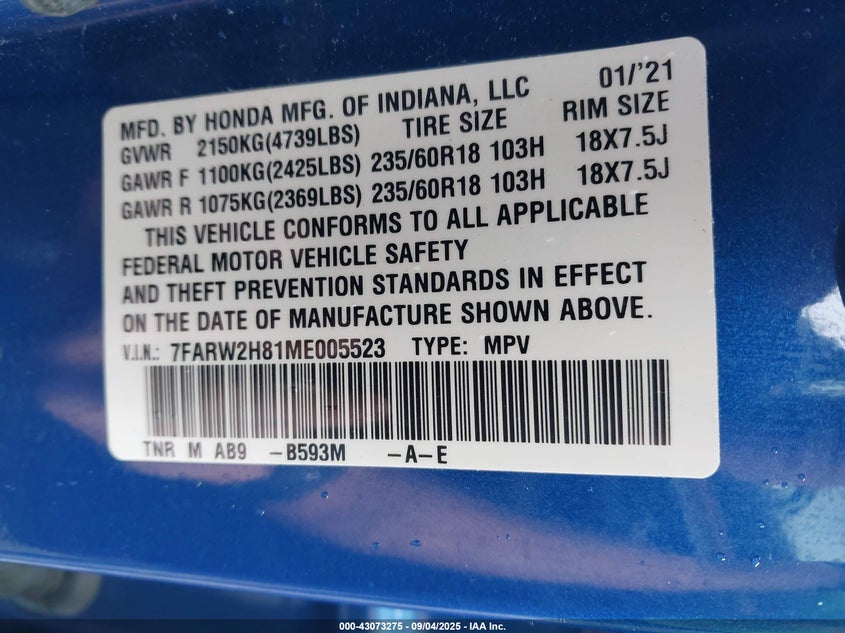 MFD. BY HONDA MFG. OF INDIANA, LLC 01/'21
GVWR 2150KG(4739LBS) TIRE SIZE RIM SIZE
GAWR F 1100KG(2425LBS) 235/60R18 103H 18X7.5J
GAWR R 1075KG(2369LBS) 235/60R18 103H 18X7.5J
THIS VEHICLE CONFORMS TO ALL APPLICABLE
FEDERAL MOTOR VEHICLE SAFETY
AND THEFT PREVENTION STANDARDS IN EFFECT
ON THE DATE OF MANUFACTURE SHOWN ABOVE.
V.I.N.: 7FARW2H81ME005523 TYPE: MPV
TNR M AB9 -B593M -A-E
000-43073275 - 09/04/2025 - IAA Inc.